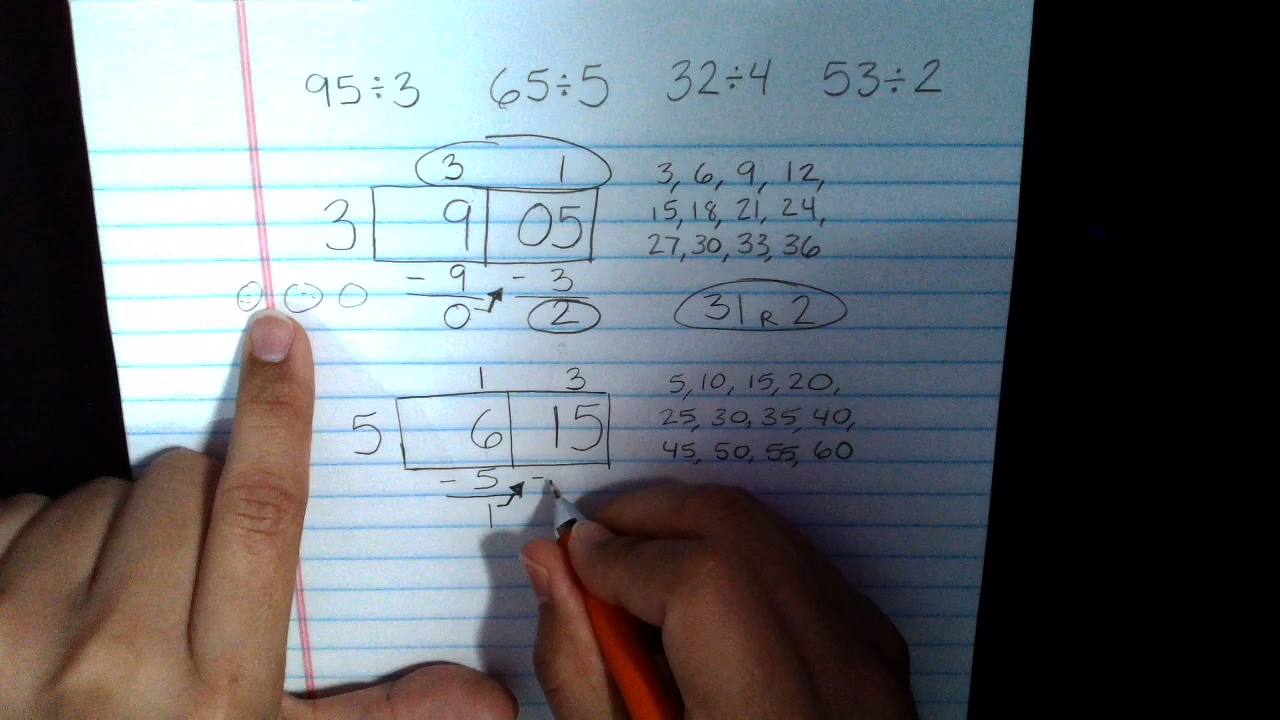 95÷3 65÷5 32÷4 53÷2
3 1
3 9 05
- 9 - 3
0 2
3, 6, 9, 12,
15, 18, 21, 24,
27, 30, 33, 36
31 R 2
1 3
5 6 15
- 5 -
1
5, 10, 15, 20,
25, 30, 35, 40,
45, 50, 55, 60